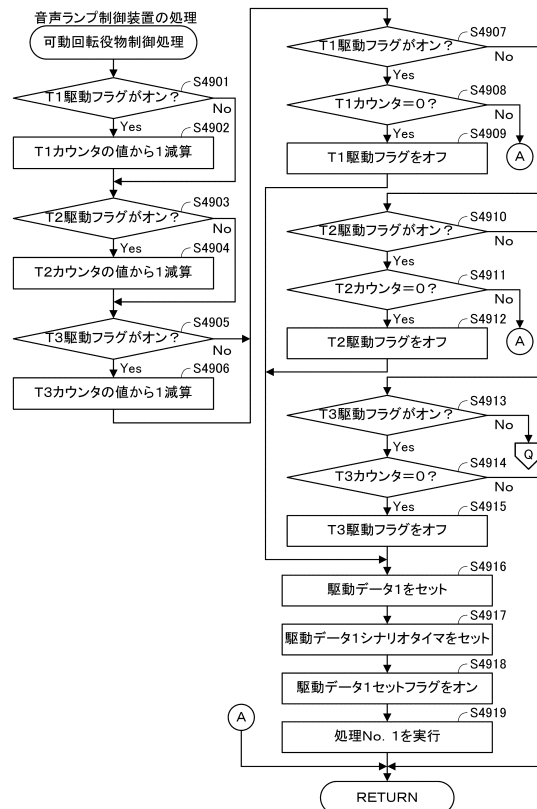 音声ランプ制御装置の処理
可動回転役物制御処理
S4901
T1駆動フラグがオン?
No
Yes
S4902
T1カウンタの値から1減算
S4903
T2駆動フラグがオン?
No
Yes
S4904
T2カウンタの値から1減算
S4905
T3駆動フラグがオン?
No
Yes
S4906
T3カウンタの値から1減算
S4907
T1駆動フラグがオン?
No
Yes
S4908
T1カウンタ=0?
No
A
Yes
S4909
T1駆動フラグをオフ
S4910
T2駆動フラグがオン?
No
Yes
S4911
T2カウンタ=0?
No
A
Yes
S4912
T2駆動フラグをオフ
S4913
T3駆動フラグがオン?
No
Q
Yes
S4914
T3カウンタ=0?
No
Yes
S4915
T3駆動フラグをオフ
S4916
駆動データ1をセット
S4917
駆動データ1シナリオタイマをセット
S4918
駆動データ1セットフラグをオン
S4919
処理No. 1を実行
A
RETURN